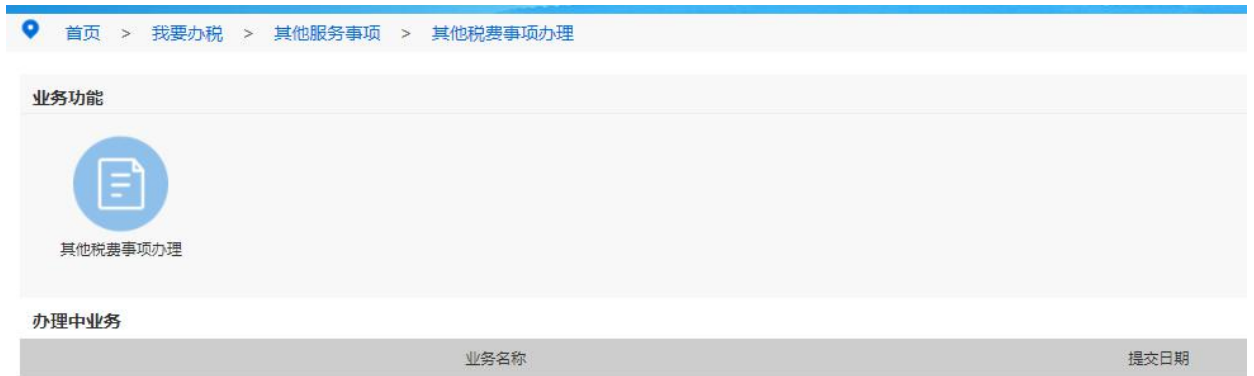 首页 > 我要办税 > 其他服务事项 > 其他税费事项办理
业务功能
其他税费事项办理
办理中业务
业务名称 提交日期